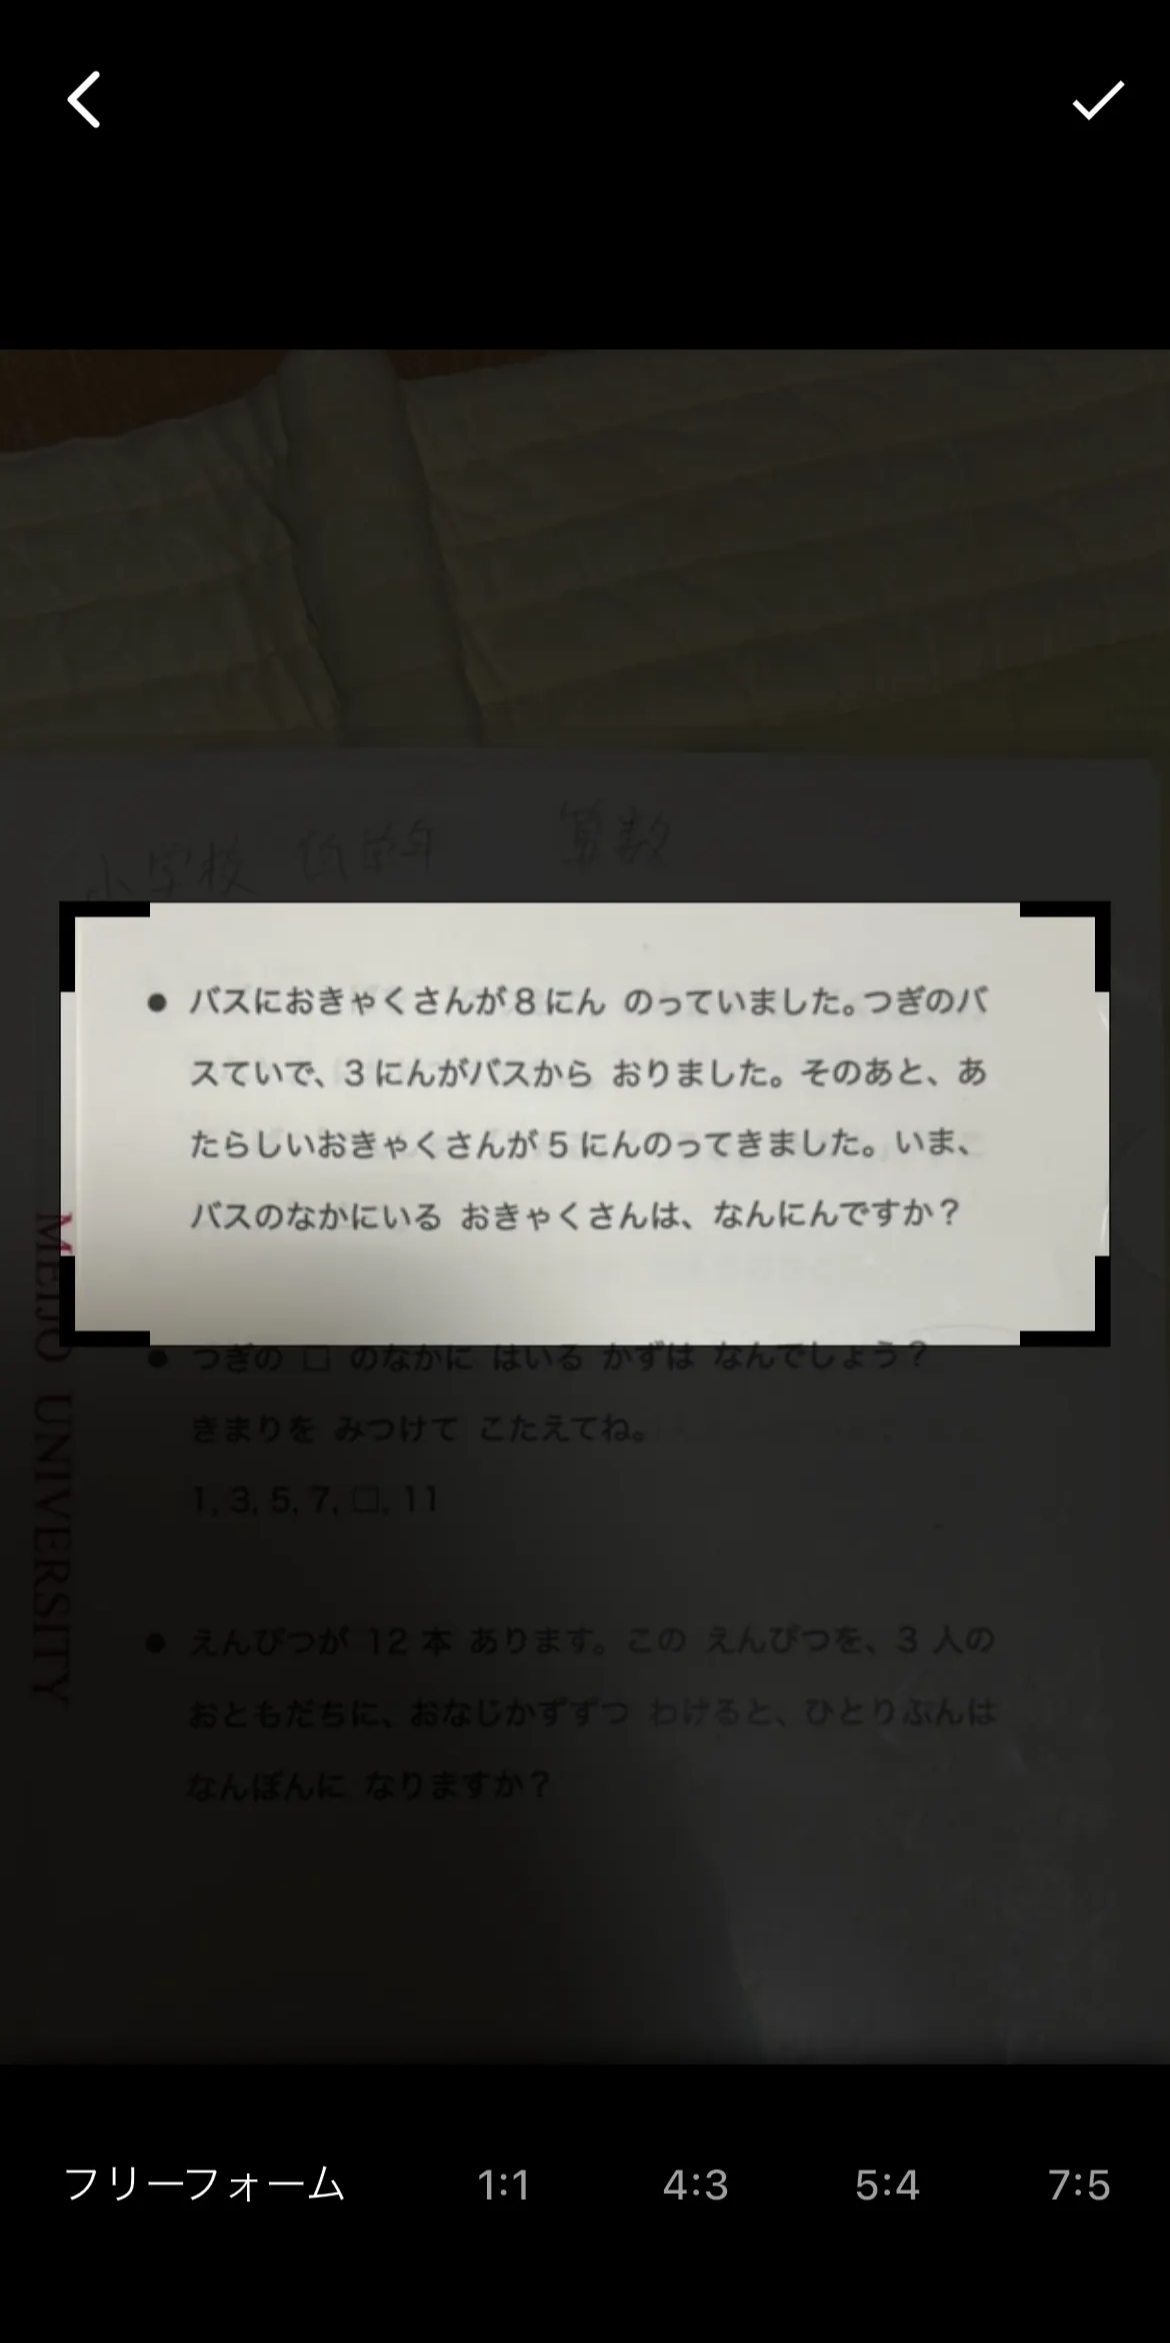 小学校 低学年 算数
● バスにおきゃくさんが8にん のっていました。つぎのバ
スていで、3にんがバスから おりました。そのあと、あ
たらしいおきゃくさんが5にんのってきました。いま、
バスのなかにいる おきゃくさんは、なんにんですか？
● つぎの □ のなかに はいる かずは なんでしょう？
きまりを みつけて こたえてね。
1, 3, 5, 7, □, 11
● えんぴつが 12 本 あります。この えんぴつを、3 人の
おともだちに、おなじかずずつ わけると、ひとりぶんは
なんぼんに なりますか？
MEIJO UNIVERSITY
フリーフォーム 1:1 4:3 5:4 7:5